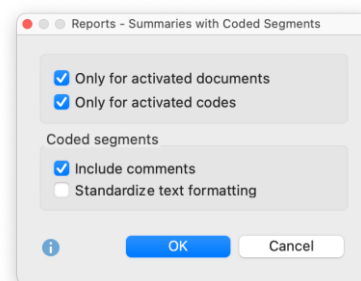 Reports - Summaries with Coded Segments
Only for activated documents
Only for activated codes
Coded segments
Include comments
Standardize text formatting
OK
Cancel